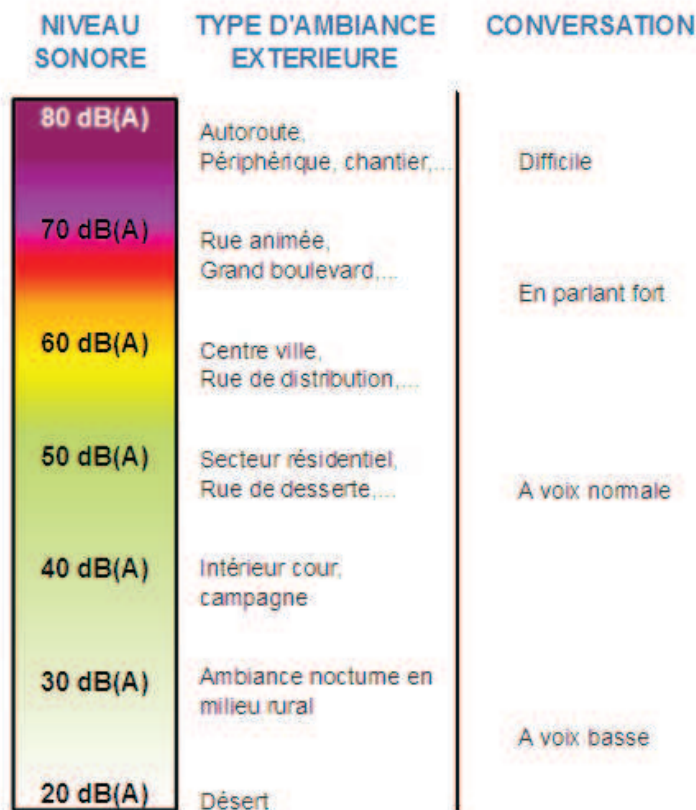 NIVEAU SONORE
TYPE D'AMBIANCE EXTERIEURE
CONVERSATION
80 dB(A)
Autoroute,
Périphérique, chantier,...
Difficile
70 dB(A)
Rue animée,
Grand boulevard,...
En parlant fort
60 dB(A)
Centre ville,
Rue de distribution,...
50 dB(A)
Secteur résidentiel,
Rue de desserte,...
A voix normale
40 dB(A)
Intérieur cour,
campagne
30 dB(A)
Ambiance nocturne en
milieu rural
A voix basse
20 dB(A)
Désert